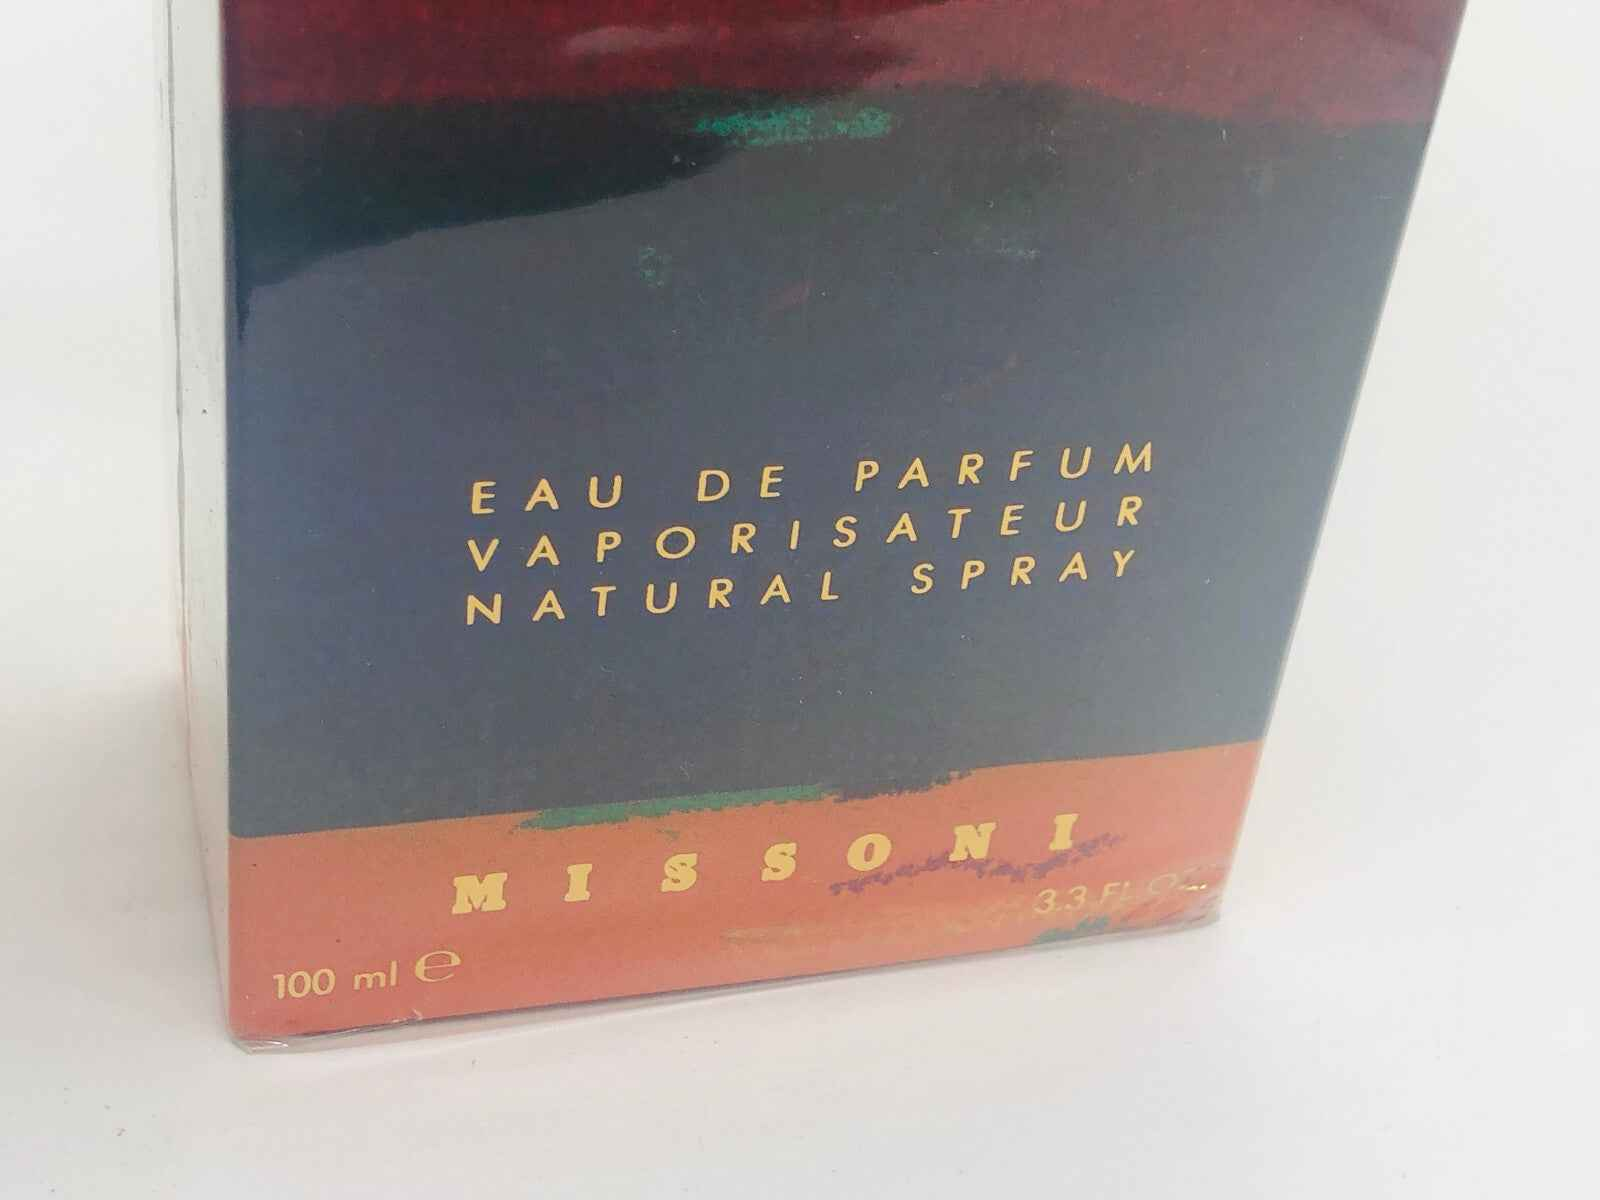 EAU DE PARFUM
VAPORISATEUR
NATURAL SPRAY
MISSONI
100 ml ℮
3.3 FL. OZ.